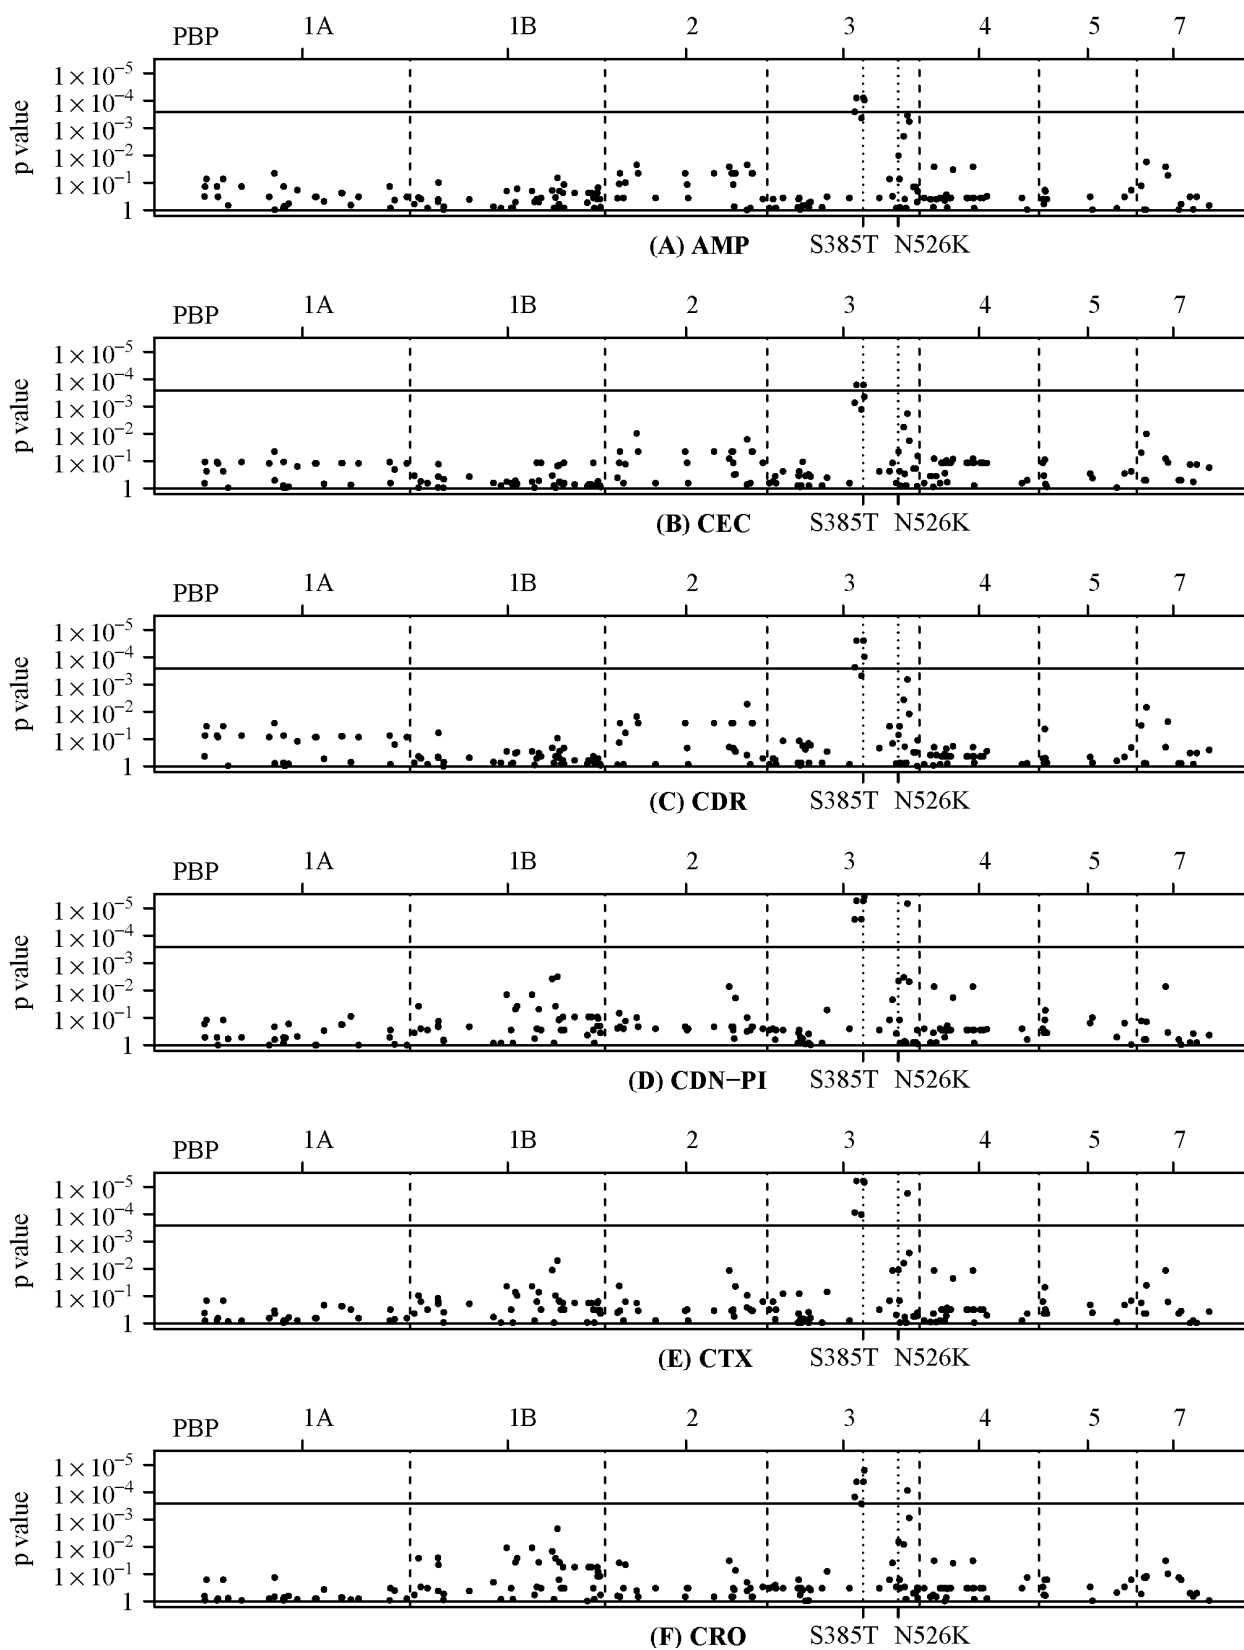 PBP 1A 1B 2 3 4 5 7
1×10⁻⁵
1×10⁻⁴
1×10⁻³
1×10⁻²
1×10⁻¹
1
p value
(A) AMP S385T N526K
PBP 1A 1B 2 3 4 5 7
1×10⁻⁵
1×10⁻⁴
1×10⁻³
1×10⁻²
1×10⁻¹
1
p value
(B) CEC S385T N526K
PBP 1A 1B 2 3 4 5 7
1×10⁻⁵
1×10⁻⁴
1×10⁻³
1×10⁻²
1×10⁻¹
1
p value
(C) CDR S385T N526K
PBP 1A 1B 2 3 4 5 7
1×10⁻⁵
1×10⁻⁴
1×10⁻³
1×10⁻²
1×10⁻¹
1
p value
(D) CDN−PI S385T N526K
PBP 1A 1B 2 3 4 5 7
1×10⁻⁵
1×10⁻⁴
1×10⁻³
1×10⁻²
1×10⁻¹
1
p value
(E) CTX S385T N526K
PBP 1A 1B 2 3 4 5 7
1×10⁻⁵
1×10⁻⁴
1×10⁻³
1×10⁻²
1×10⁻¹
1
p value
(F) CRO S385T N526K